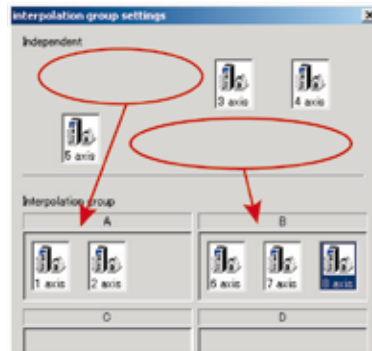 interpolation group settings
Independent
3 axis
4 axis
5 axis
Interpolation group
A
B
1 axis
2 axis
6 axis
7 axis
8 axis
C
D